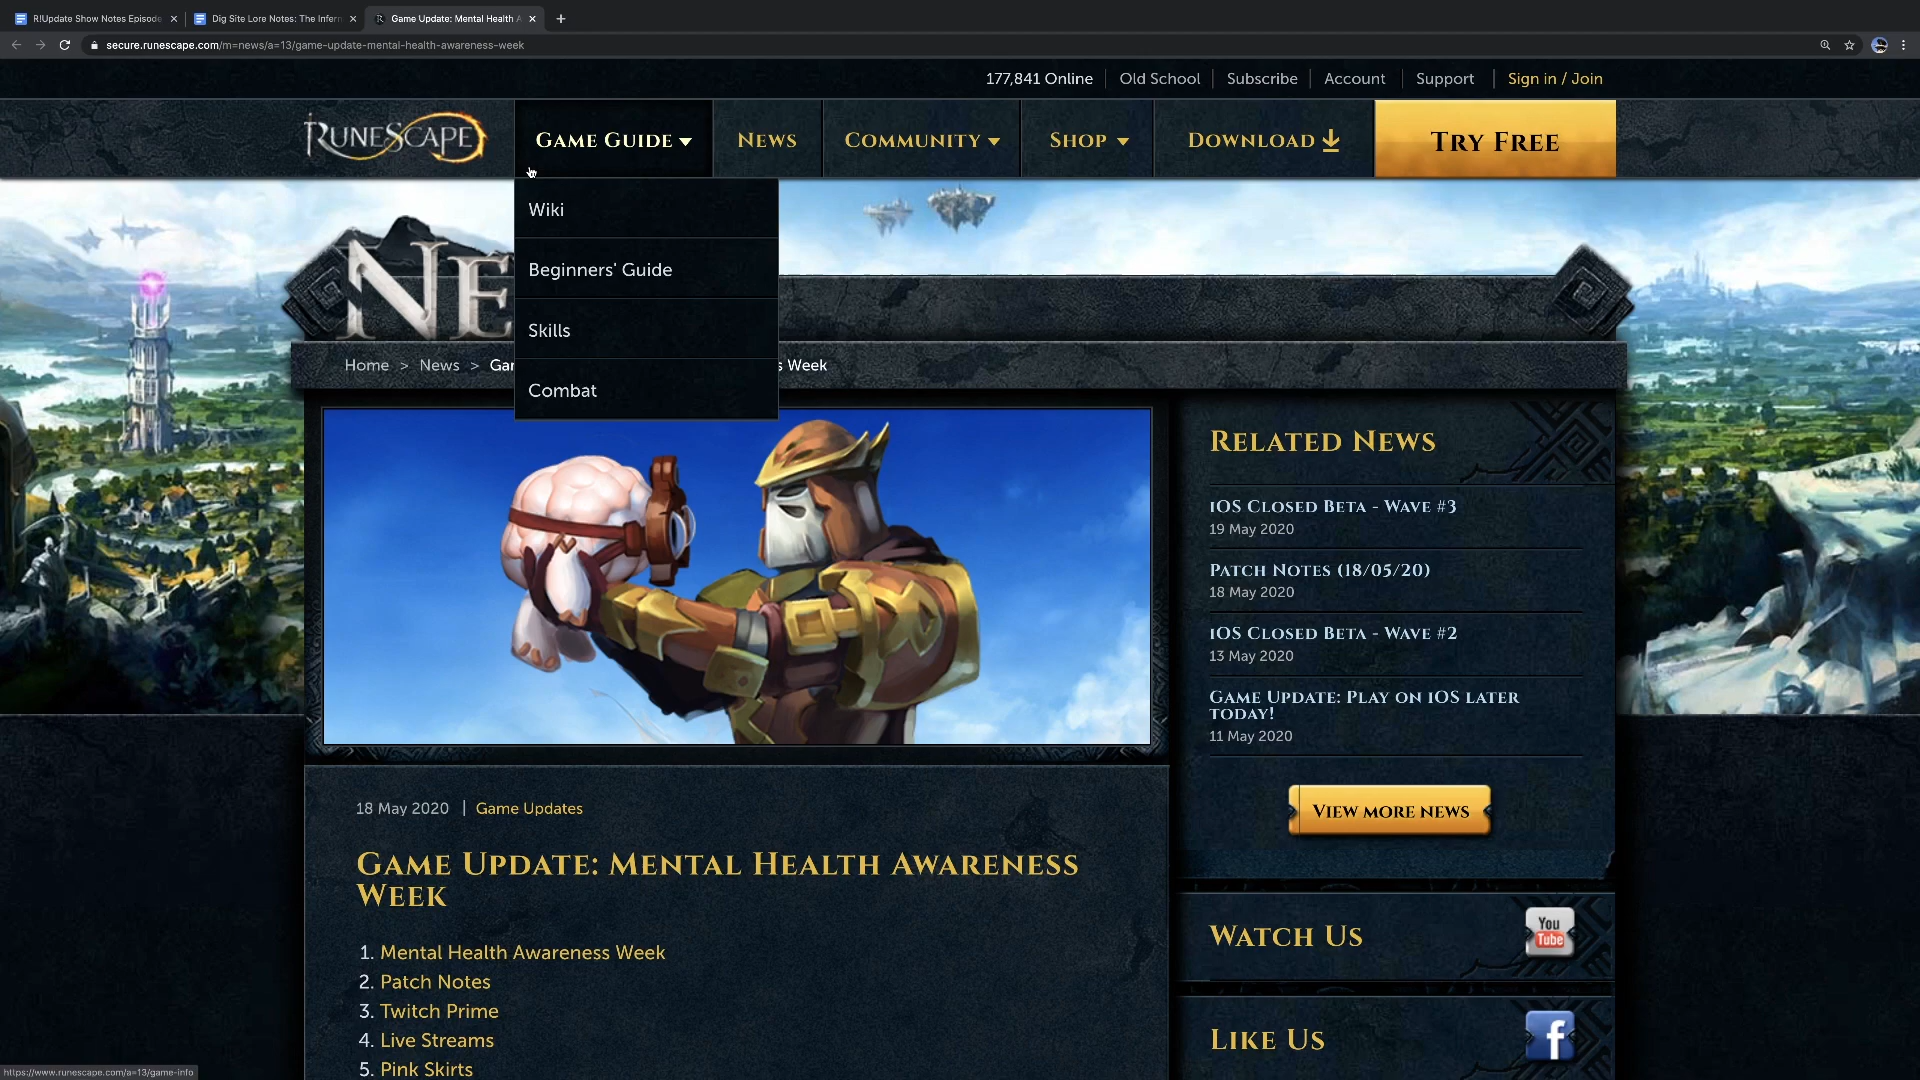 R!Update Show Notes Episode
Dig Site Lore Notes: The Infern
Game Update: Mental Health A
secure.runescape.com/m=news/a=13/game-update-mental-health-awareness-week
177,841 Online
Old School
Subscribe
Account
Support
Sign in / Join
RuneScape
Game Guide
News
Community
Shop
Download
Try Free
Wiki
Beginners' Guide
Skills
Combat
Ne
Home > News > Gar
s Week
Related News
iOS Closed Beta - Wave #3
19 May 2020
Patch Notes (18/05/20)
18 May 2020
iOS Closed Beta - Wave #2
13 May 2020
Game Update: Play on iOS later
today!
11 May 2020
View more news
18 May 2020 | Game Updates
Game Update: Mental Health Awareness
Week
1. Mental Health Awareness Week
2. Patch Notes
3. Twitch Prime
4. Live Streams
5. Pink Skirts
Watch Us
You
Tube
Like Us
f
https://www.runescape.com/a=13/game-info